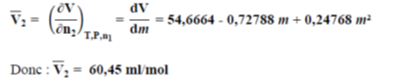 V̅₂ = (∂V/∂n₂)T,P,n₁ = dV/dm = 54,6664 - 0,72788 m + 0,24768 m²
Donc : V̅₂ = 60,45 ml/mol